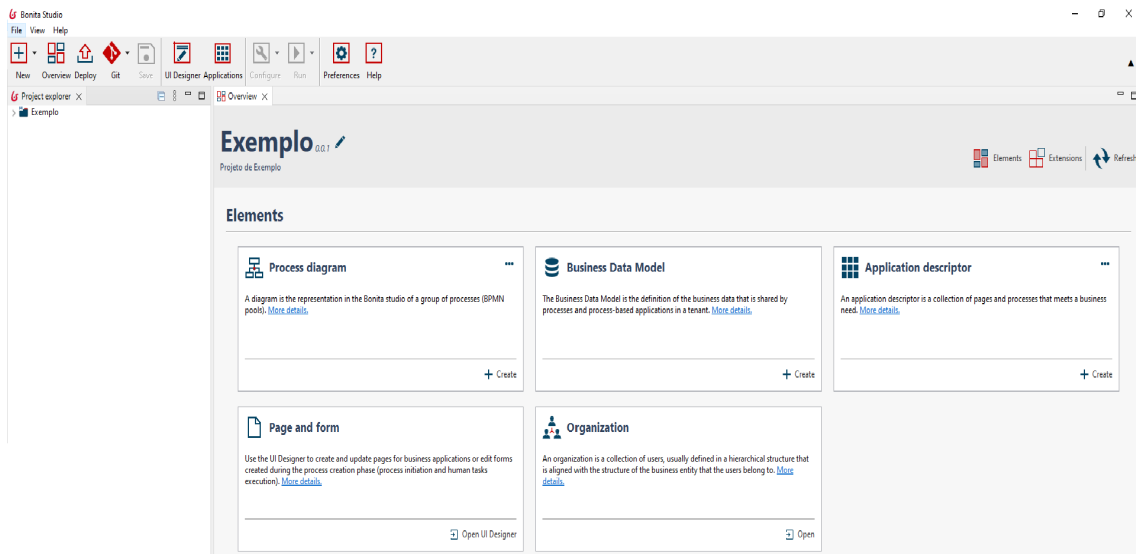 Bonita Studio
File View Help
New Overview Deploy Git Save UI Designer Applications Configure Run Preferences Help
Project explorer
Exemplo
Overview
Exemplo 0.0.1
Projeto de Exemplo
Elements Extensions Refresh
Elements
Process diagram
A diagram is the representation in the Bonita studio of a group of processes (BPMN
pools). More details.
+ Create
Business Data Model
The Business Data Model is the definition of the business data that is shared by
processes and process-based applications in a tenant. More details.
+ Create
Application descriptor
An application descriptor is a collection of pages and processes that meets a business
need. More details.
+ Create
Page and form
Use the UI Designer to create and update pages for business applications or edit forms
created during the process creation phase (process initiation and human tasks
execution). More details.
Open UI Designer
Organization
An organization is a collection of users, usually defined in a hierarchical structure that
is aligned with the structure of the business entity that the users belong to. More
details.
Open